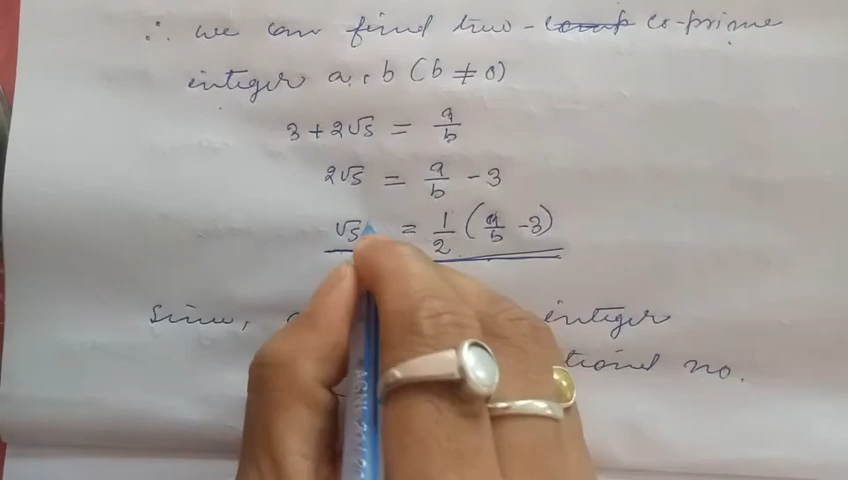 ∴ we can find two co-prime
integer a, b (b ≠ 0)
3 + 2√5 = a/b
2√5 = a/b - 3
√5 = 1/2 (a/b - 3)
Since, integer
no.